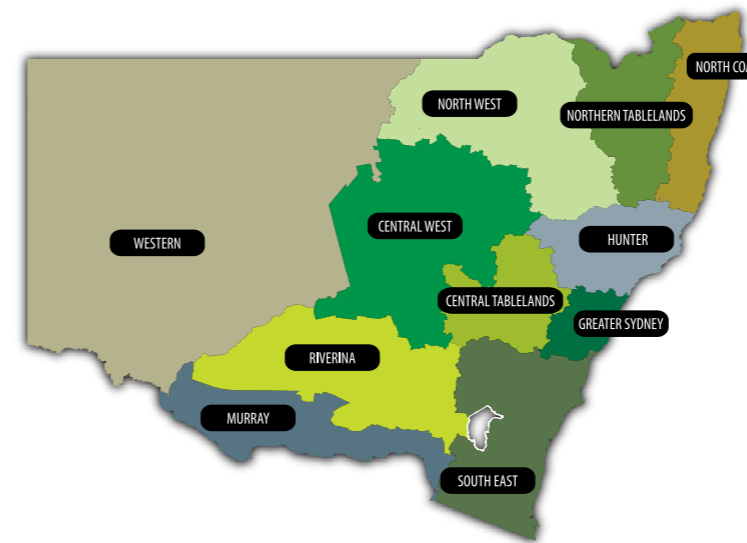 NORTH COA
NORTH WEST
NORTHERN TABLELANDS
CENTRAL WEST
WESTERN
HUNTER
CENTRAL TABLELANDS
GREATER SYDNEY
RIVERINA
MURRAY
SOUTH EAST